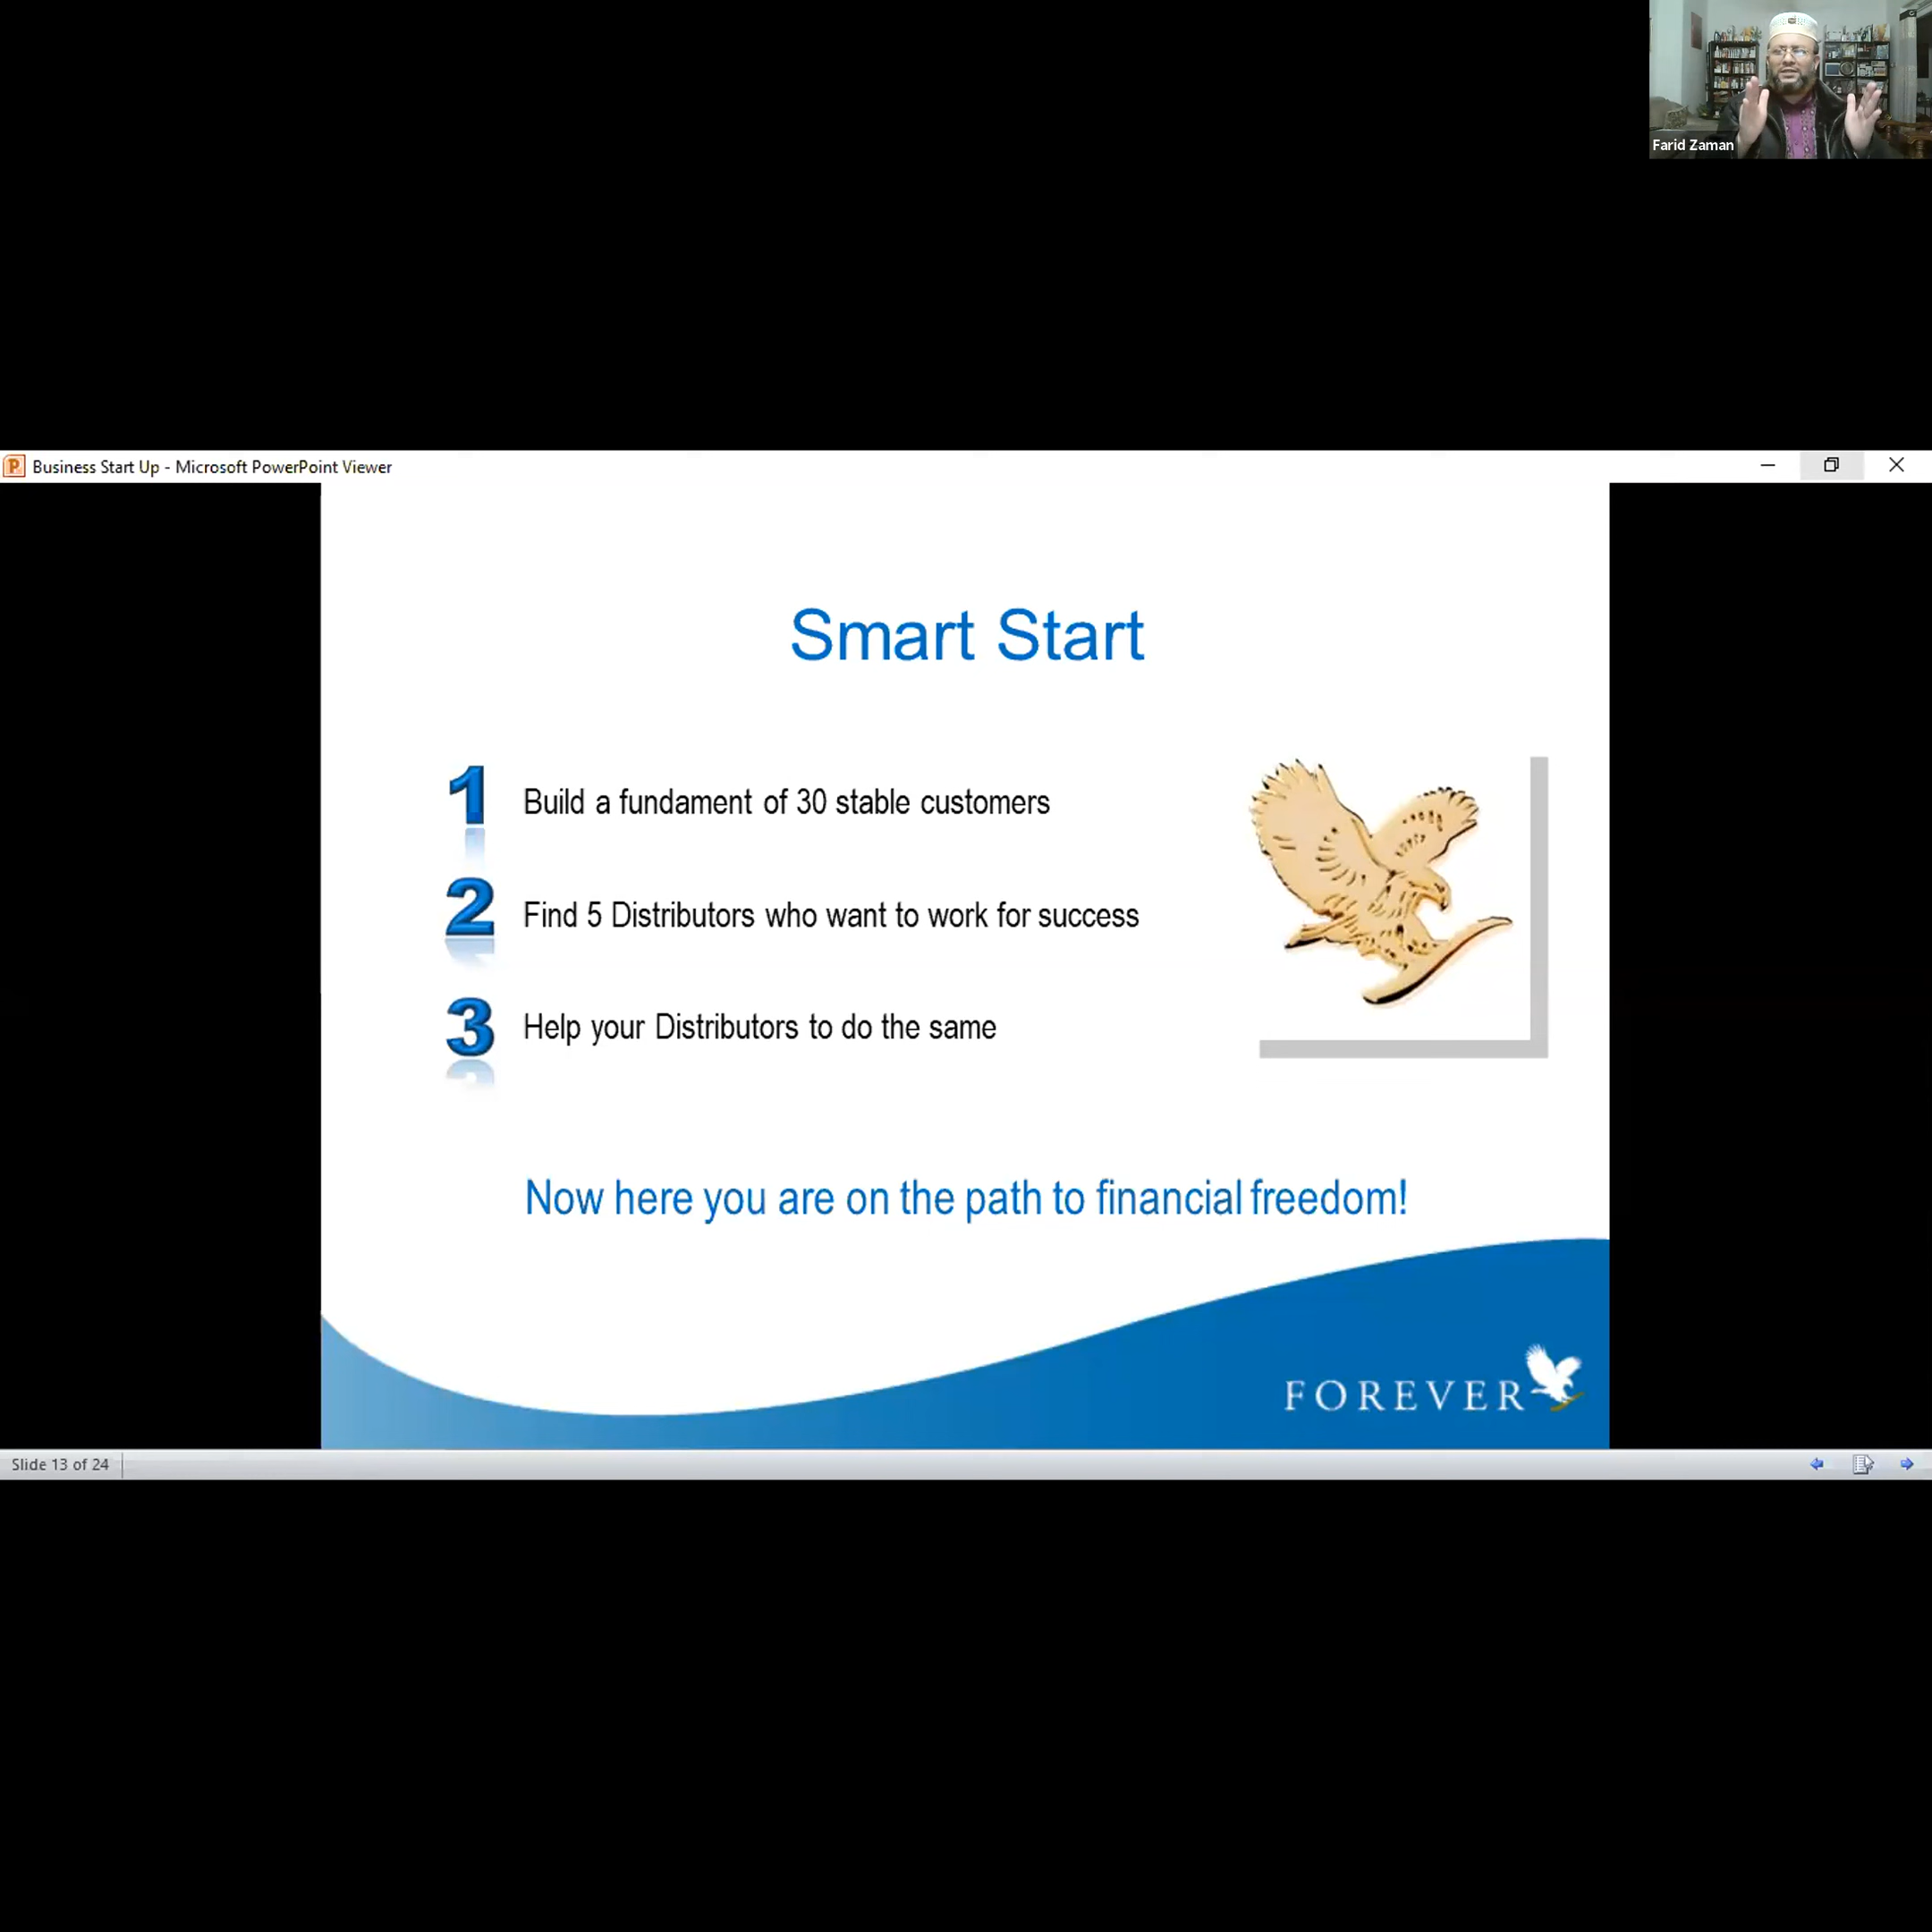 Farid Zaman
Business Start Up - Microsoft PowerPoint Viewer
Smart Start
1 Build a fundament of 30 stable customers
2 Find 5 Distributors who want to work for success
3 Help your Distributors to do the same
Now here you are on the path to financial freedom!
FOREVER
Slide 13 of 24